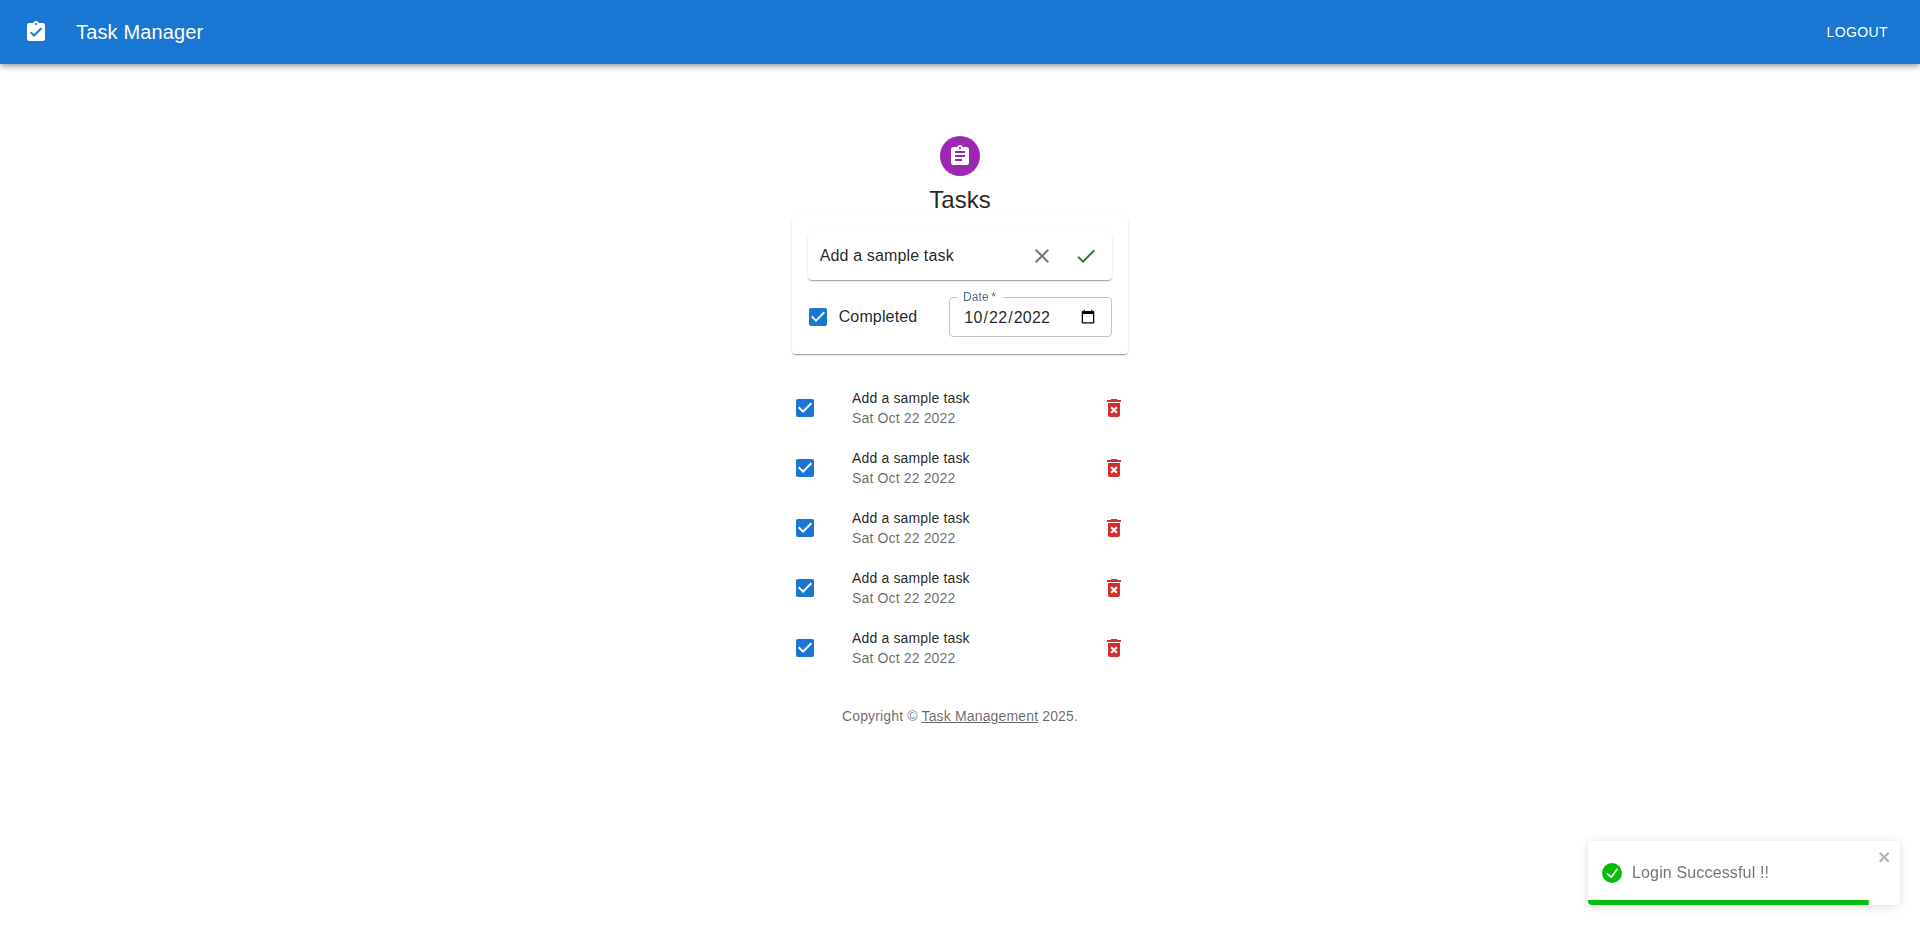 Task Manager
LOGOUT
Tasks
Add a sample task
Completed
Date *
10/22/2022
Add a sample task
Sat Oct 22 2022
Add a sample task
Sat Oct 22 2022
Add a sample task
Sat Oct 22 2022
Add a sample task
Sat Oct 22 2022
Add a sample task
Sat Oct 22 2022
Copyright © Task Management 2025.
Login Successful !!